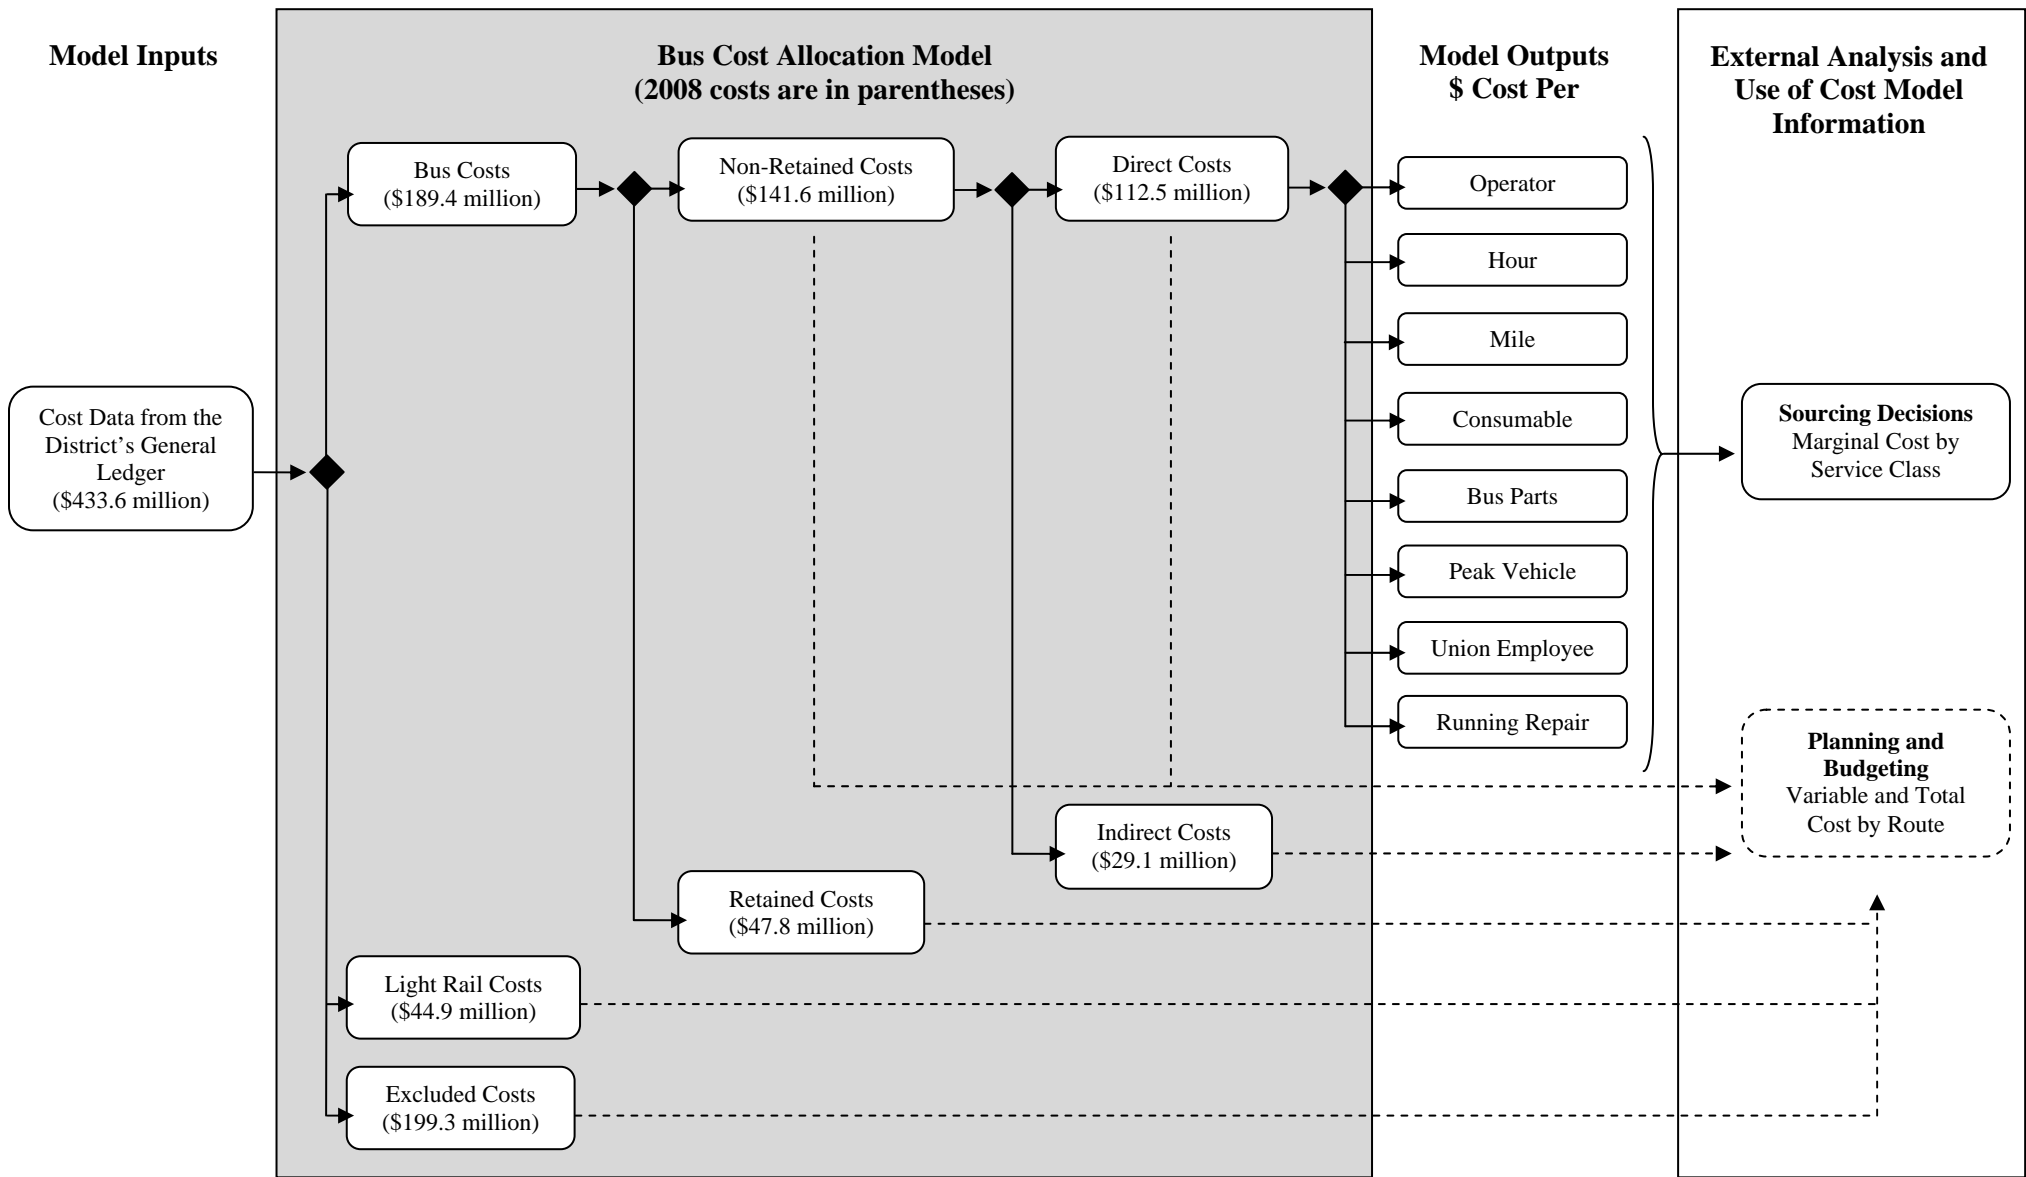 Model Inputs
Bus Cost Allocation Model
(2008 costs are in parentheses)
Model Outputs
$ Cost Per
External Analysis and
Use of Cost Model
Information
Cost Data from the
District’s General
Ledger
($433.6 million)
Bus Costs
($189.4 million)
Non-Retained Costs
($141.6 million)
Direct Costs
($112.5 million)
Operator
Hour
Mile
Consumable
Bus Parts
Peak Vehicle
Union Employee
Running Repair
Sourcing Decisions
Marginal Cost by
Service Class
Planning and
Budgeting
Variable and Total
Cost by Route
Indirect Costs
($29.1 million)
Retained Costs
($47.8 million)
Light Rail Costs
($44.9 million)
Excluded Costs
($199.3 million)